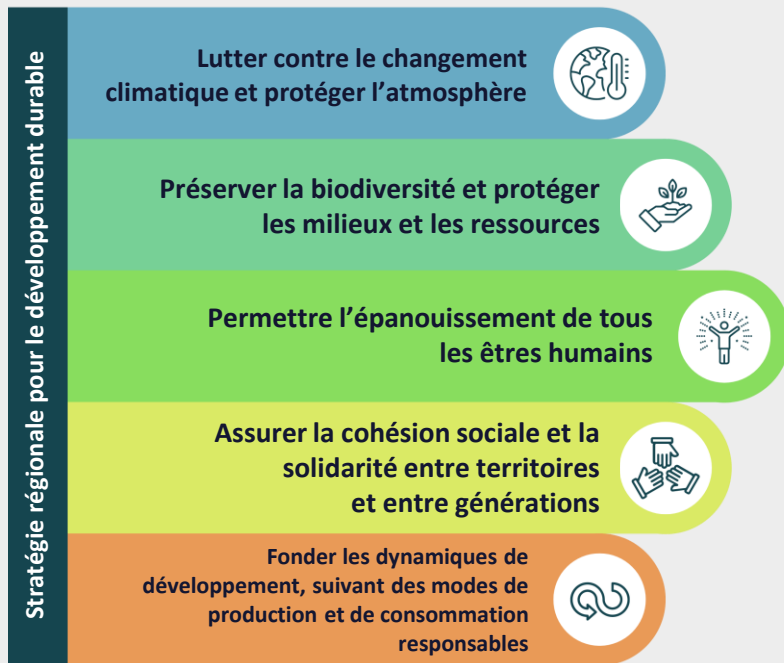 Stratégie régionale pour le développement durable
Lutter contre le changement
climatique et protéger l’atmosphère
Préserver la biodiversité et protéger
les milieux et les ressources
Permettre l’épanouissement de tous
les êtres humains
Assurer la cohésion sociale et la
solidarité entre territoires
et entre générations
Fonder les dynamiques de
développement, suivant des modes de
production et de consommation
responsables